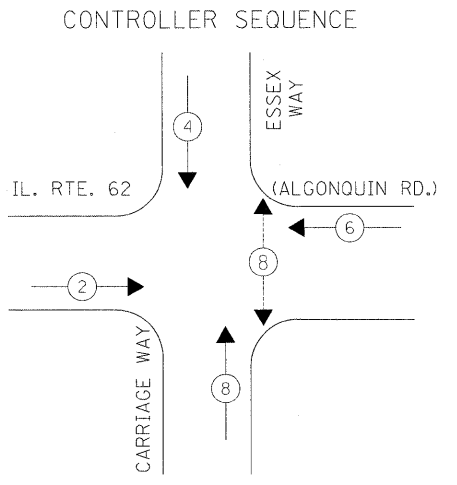 CONTROLLER SEQUENCE
ESSEX
WAY
4
IL. RTE. 62
(ALGONQUIN RD.)
6
8
2
CARRIAGE WAY
8